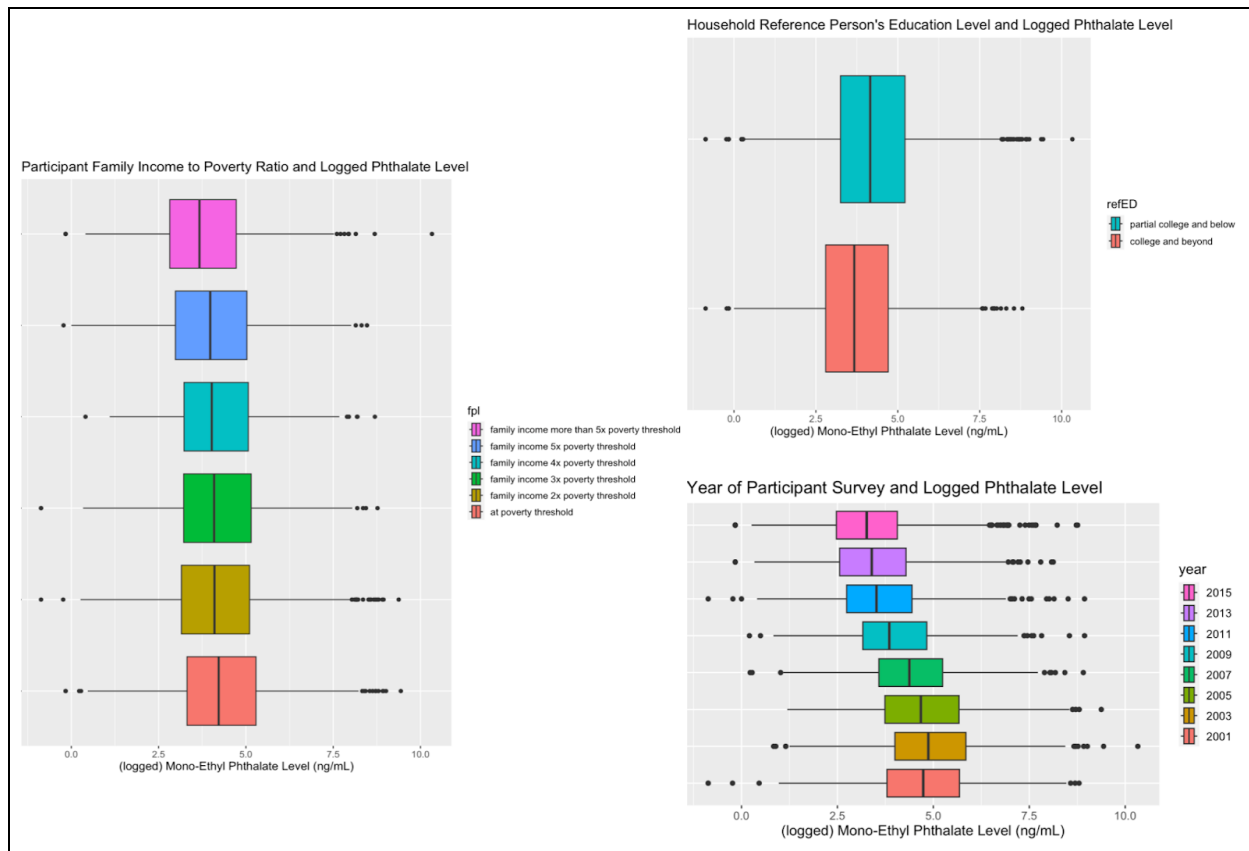 Participant Family Income to Poverty Ratio and Logged Phthalate Level
0.0 2.5 5.0 7.5 10.0
(logged) Mono-Ethyl Phthalate Level (ng/mL)
fpl
family income more than 5x poverty threshold
family income 5x poverty threshold
family income 4x poverty threshold
family income 3x poverty threshold
family income 2x poverty threshold
at poverty threshold
Household Reference Person's Education Level and Logged Phthalate Level
0.0 2.5 5.0 7.5 10.0
(logged) Mono-Ethyl Phthalate Level (ng/mL)
refED
partial college and below
college and beyond
Year of Participant Survey and Logged Phthalate Level
0.0 2.5 5.0 7.5 10.0
(logged) Mono-Ethyl Phthalate Level (ng/mL)
year
2015
2013
2011
2009
2007
2005
2003
2001